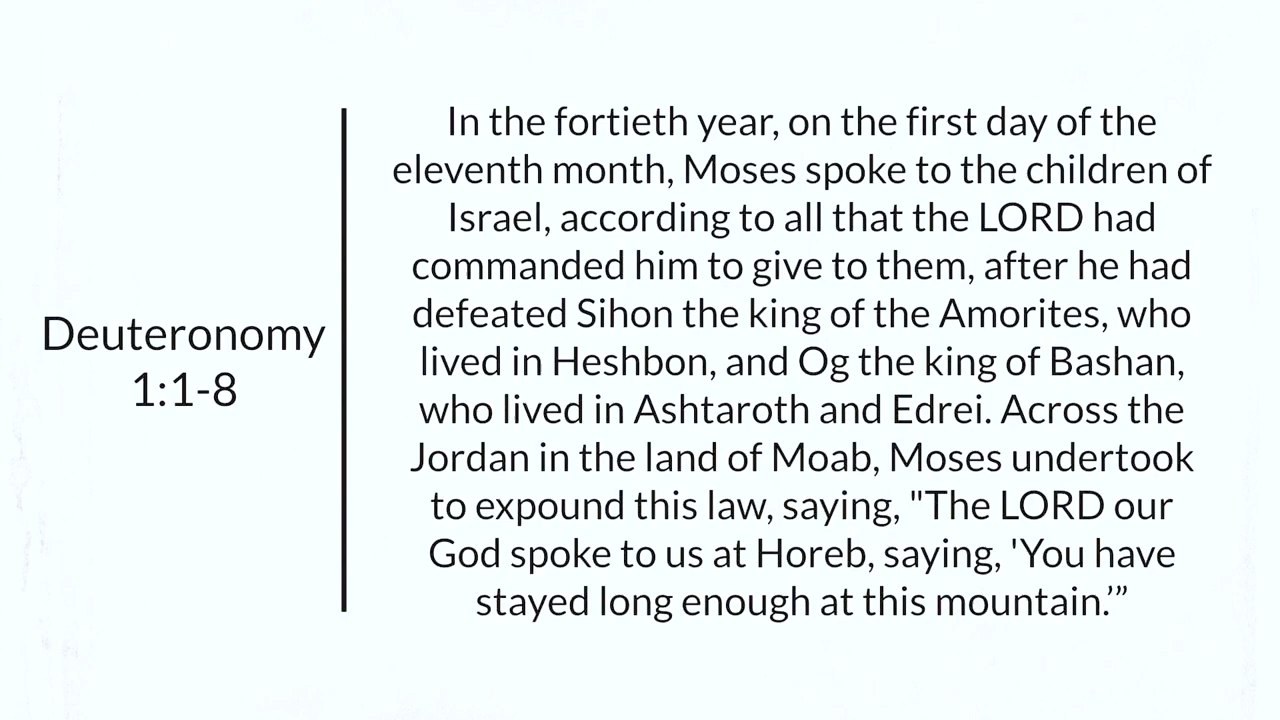 Deuteronomy
1:1-8
In the fortieth year, on the first day of the
eleventh month, Moses spoke to the children of
Israel, according to all that the LORD had
commanded him to give to them, after he had
defeated Sihon the king of the Amorites, who
lived in Heshbon, and Og the king of Bashan,
who lived in Ashtaroth and Edrei. Across the
Jordan in the land of Moab, Moses undertook
to expound this law, saying, "The LORD our
God spoke to us at Horeb, saying, 'You have
stayed long enough at this mountain.’”